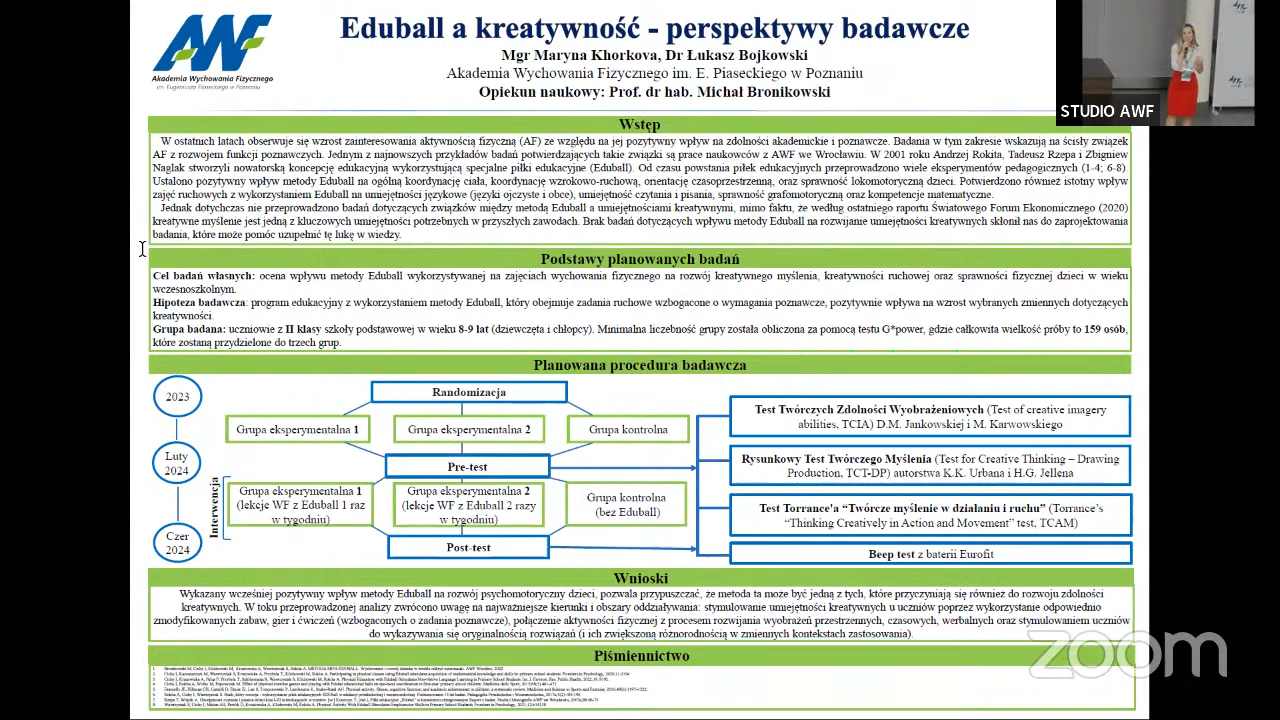 Eduball a kreatywność - perspektywy badawcze
Mgr Maryna Khorkova, Dr Łukasz Bojkowski
Akademia Wychowania Fizycznego im. E. Piaseckiego w Poznaniu
Opiekun naukowy: Prof. dr hab. Michał Bronikowski
AWF
Akademia Wychowania Fizycznego
im. Eugeniusza Piaseckiego w Poznaniu
STUDIO AWF
Wstęp
W ostatnich latach obserwuje się wzrost zainteresowania aktywnością fizyczną (AF) ze względu na jej pozytywny wpływ na zdolności akademickie i poznawcze. Badania w tym zakresie wskazują na ścisły związek
AF z rozwojem funkcji poznawczych. Jednym z najnowszych przykładów badań potwierdzających takie związki są prace naukowców z AWF we Wrocławiu. W 2001 roku Andrzej Rokita, Tadeusz Rzepa i Zbigniew
Naglak stworzyli nowatorską koncepcję edukacyjną wykorzystującą specjalne piłki edukacyjne (Eduball). Od czasu powstania piłek edukacyjnych przeprowadzono wiele eksperymentów pedagogicznych (1-4; 6-8).
Ustalono pozytywny wpływ metody Eduball na ogólną koordynację ciała, koordynację wzrokowo-ruchową, orientację czasoprzestrzenną, oraz sprawność lokomotoryczną dzieci. Potwierdzono również istotny wpływ
zajęć ruchowych z wykorzystaniem Eduball na umiejętności językowe (języki ojczyste i obce), umiejętność czytania i pisania, sprawność grafomotoryczną oraz kompetencje matematyczne.
Jednak dotychczas nie przeprowadzono badań dotyczących związków między metodą Eduball a umiejętnościami kreatywnymi, mimo faktu, że według ostatniego raportu Światowego Forum Ekonomicznego (2020)
kreatywne myślenie jest jedną z kluczowych umiejętności potrzebnych w przyszłych zawodach. Brak badań dotyczących wpływu metody Eduball na rozwijanie umiejętności kreatywnych skłonił nas do zaprojektowania
badania, które może pomóc uzupełnić tę lukę w wiedzy.
Podstawy planowanych badań
Cel badań własnych: ocena wpływu metody Eduball wykorzystywanej na zajęciach wychowania fizycznego na rozwój kreatywnego myślenia, kreatywności ruchowej oraz sprawności fizycznej dzieci w wieku
wczesnoszkolnym.
Hipoteza badawcza: program edukacyjny z wykorzystaniem metody Eduball, który obejmuje zadania ruchowe wzbogacone o wymagania poznawcze, pozytywnie wpływa na wzrost wybranych zmiennych dotyczących
kreatywności.
Grupa badana: uczniowie z II klasy szkoły podstawowej w wieku 8-9 lat (dziewczęta i chłopcy). Minimalna liczebność grupy została obliczona za pomocą testu G*power, gdzie całkowita wielkość próby to 159 osób,
które zostaną przydzielone do trzech grup.
Planowana procedura badawcza
2023
Luty
2024
Czer
2024
Randomizacja
Grupa eksperymentalna 1
Grupa eksperymentalna 2
Grupa kontrolna
Pre-test
Interwencja
Grupa eksperymentalna 1
(lekcje WF z Eduball 1 raz
w tygodniu)
Grupa eksperymentalna 2
(lekcje WF z Eduball 2 razy
w tygodniu)
Grupa kontrolna
(bez Eduball)
Post-test
Test Twórczych Zdolności Wyobrażeniowych (Test of creative imagery
abilities, TCIA) D.M. Jankowskiej i M. Karwowskiego
Rysunkowy Test Twórczego Myślenia (Test for Creative Thinking – Drawing
Production, TCT-DP) autorstwa K.K. Urbana i H.G. Jellena
Test Torrance'a “Twórcze myślenie w działaniu i ruchu” (Torrance’s
“Thinking Creatively in Action and Movement” test, TCAM)
Beep test z baterii Eurofit
Wnioski
Wykazany wcześniej pozytywny wpływ metody Eduball na rozwój psychomotoryczny dzieci, pozwala przypuszczać, że metoda ta może być jedną z tych, które przyczyniają się również do rozwoju zdolności
kreatywnych. W toku przeprowadzonej analizy zwrócono uwagę na najważniejsze kierunki i obszary oddziaływania: stymulowanie umiejętności kreatywnych u uczniów poprzez wykorzystanie odpowiednio
zmodyfikowanych zabaw, gier i ćwiczeń (wzbogaconych o zadania poznawcze), połączenie aktywności fizycznej z procesem rozwijania wyobrażeń przestrzennych, czasowych, werbalnych oraz stymulowaniem uczniów
do wykazywania się oryginalnością rozwiązań (i ich zwiększoną różnorodnością w zmiennych kontekstach zastosowania).
zoom
Piśmiennictwo